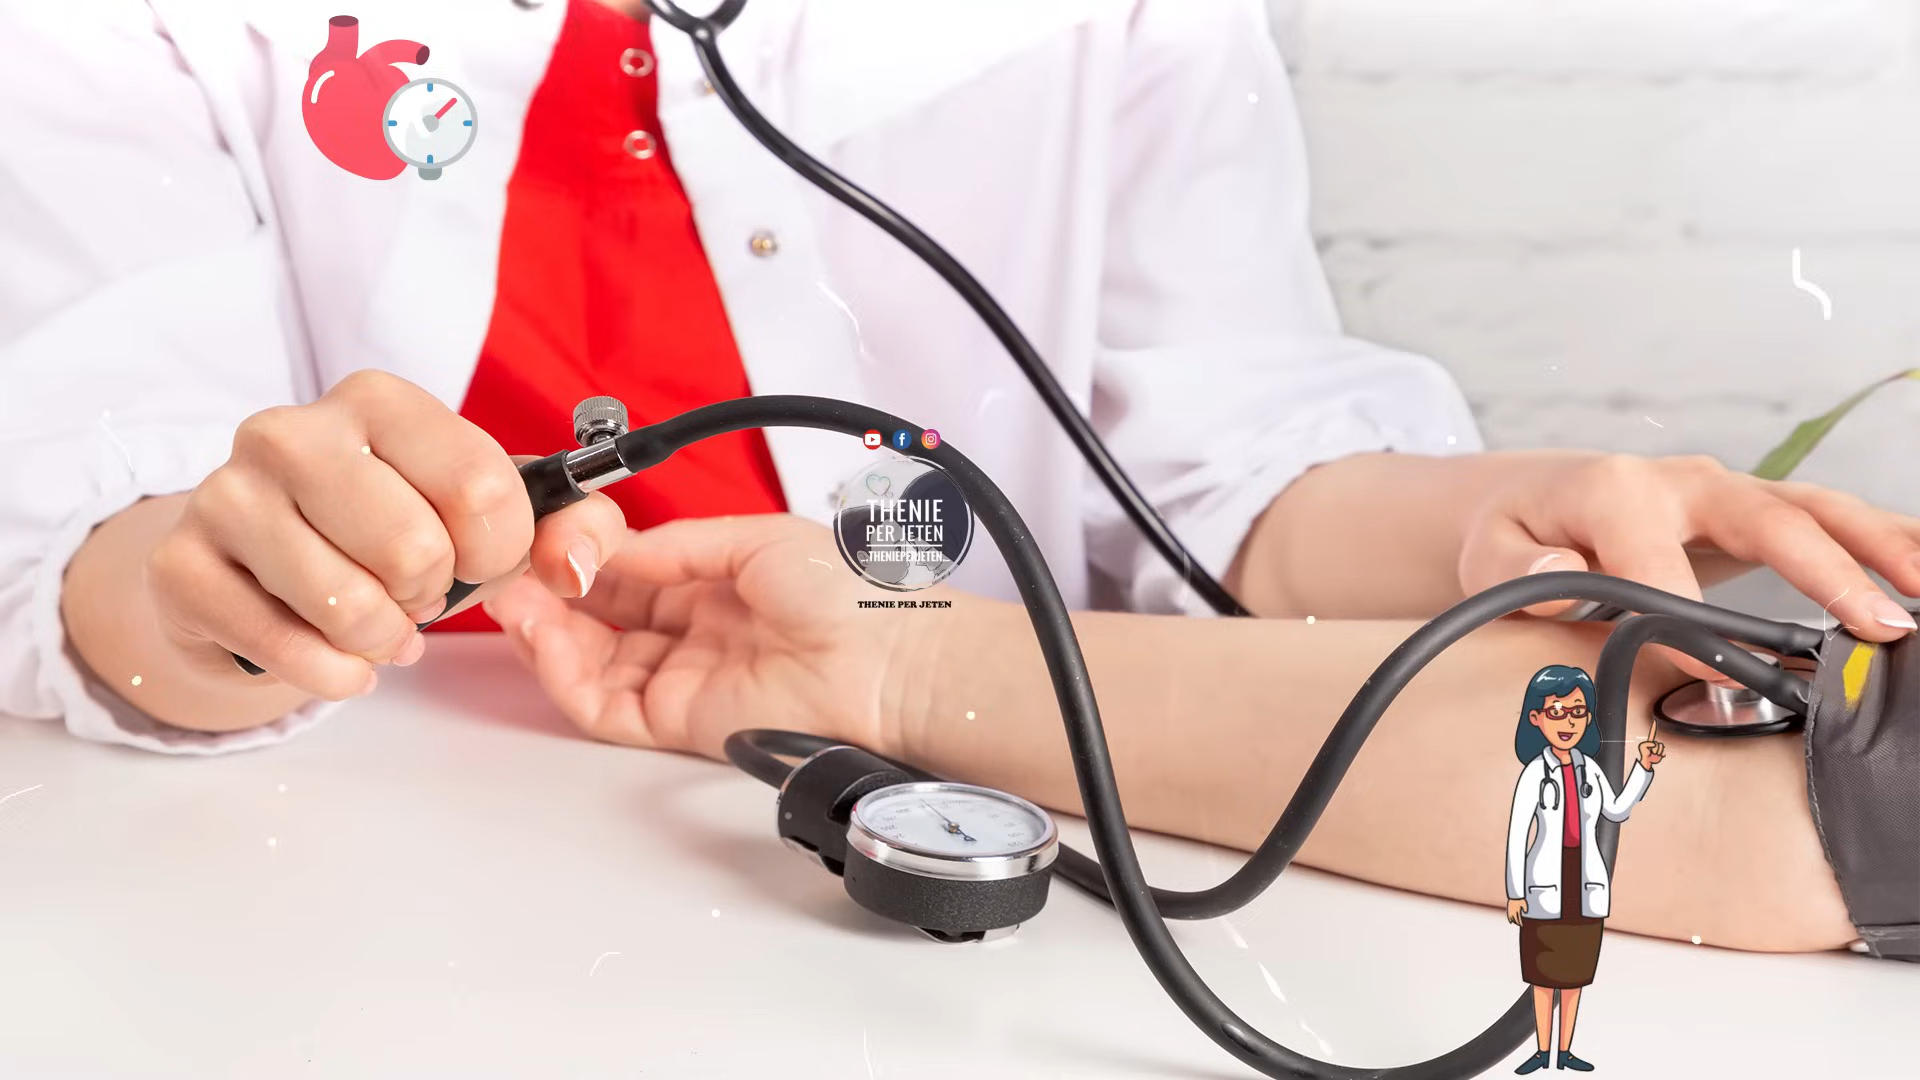 THENIE
PER JETEN
THENIEPERJETEN
THENIE PER JETEN